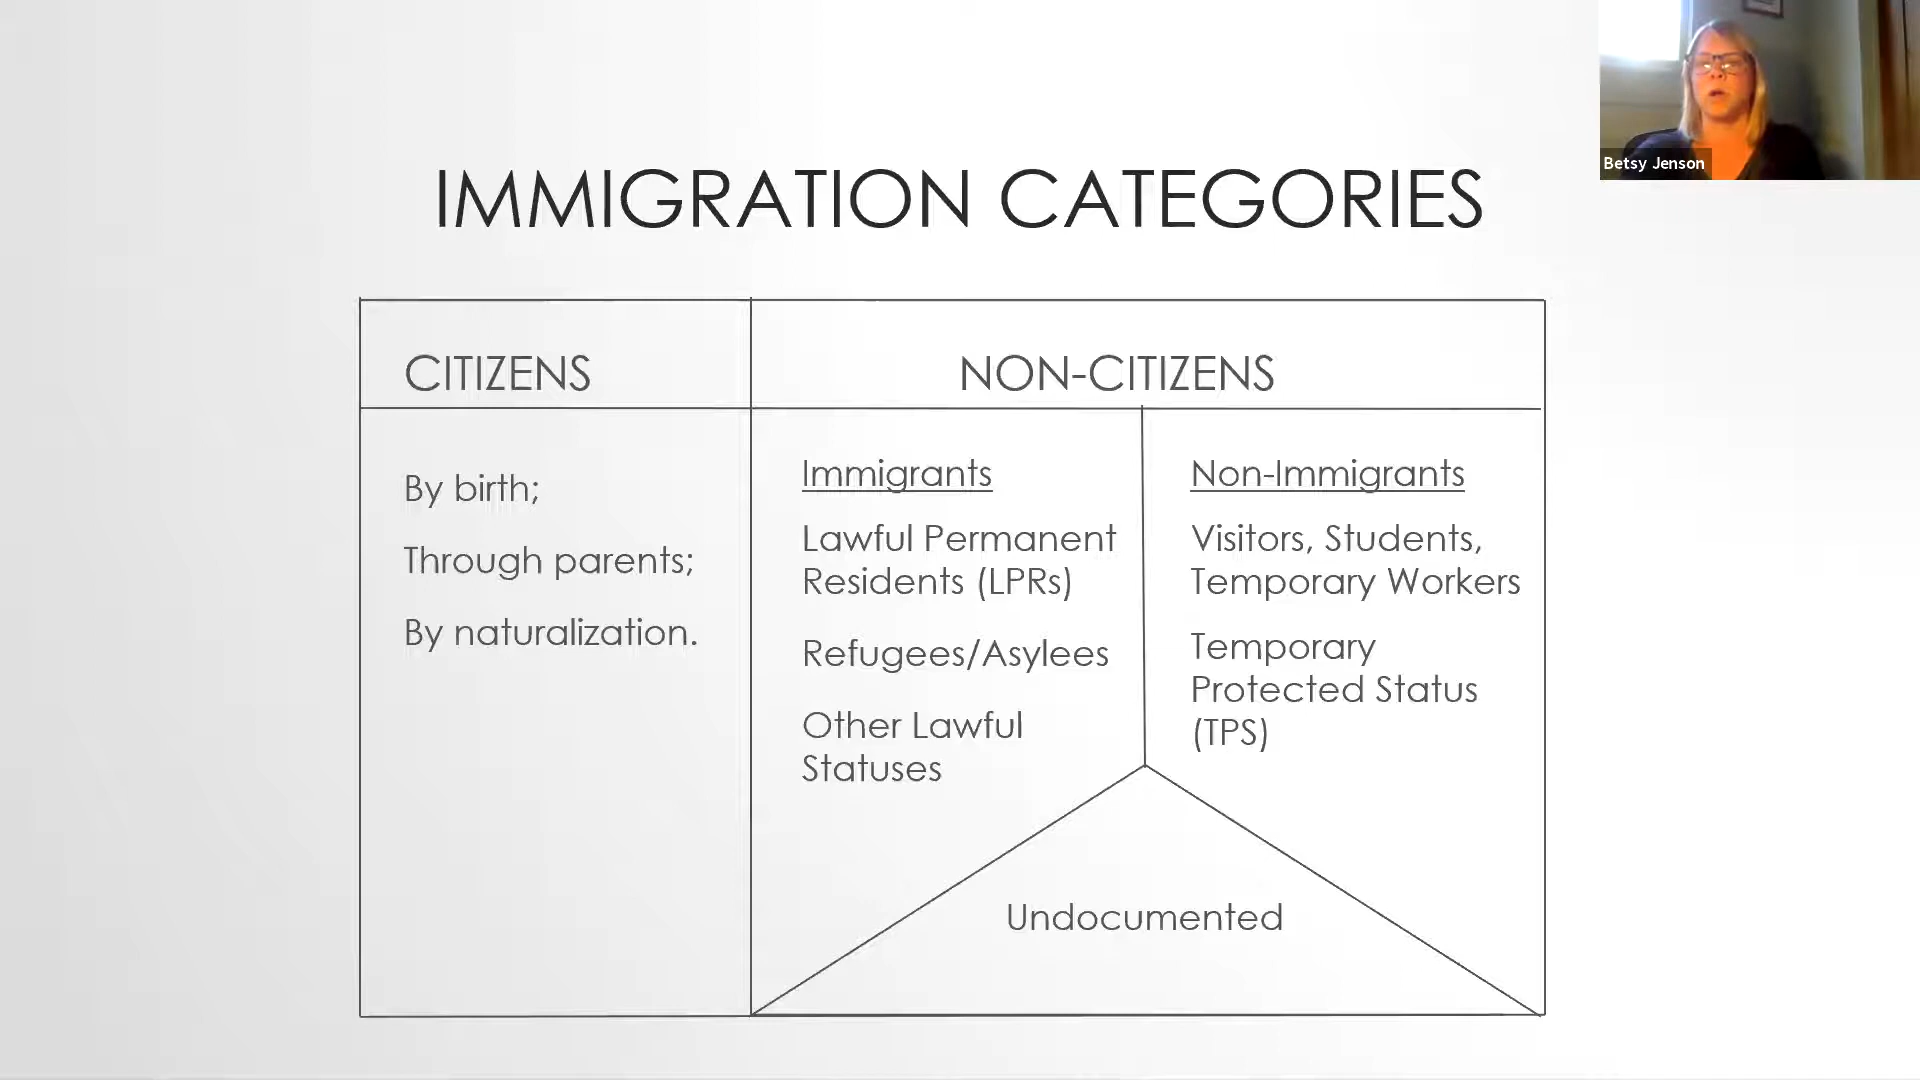 Betsy Jenson
IMMIGRATION CATEGORIES
CITIZENS
NON-CITIZENS
By birth;
Through parents;
By naturalization.
Immigrants
Lawful Permanent
Residents (LPRs)
Refugees/Asylees
Other Lawful
Statuses
Non-Immigrants
Visitors, Students,
Temporary Workers
Temporary
Protected Status
(TPS)
Undocumented